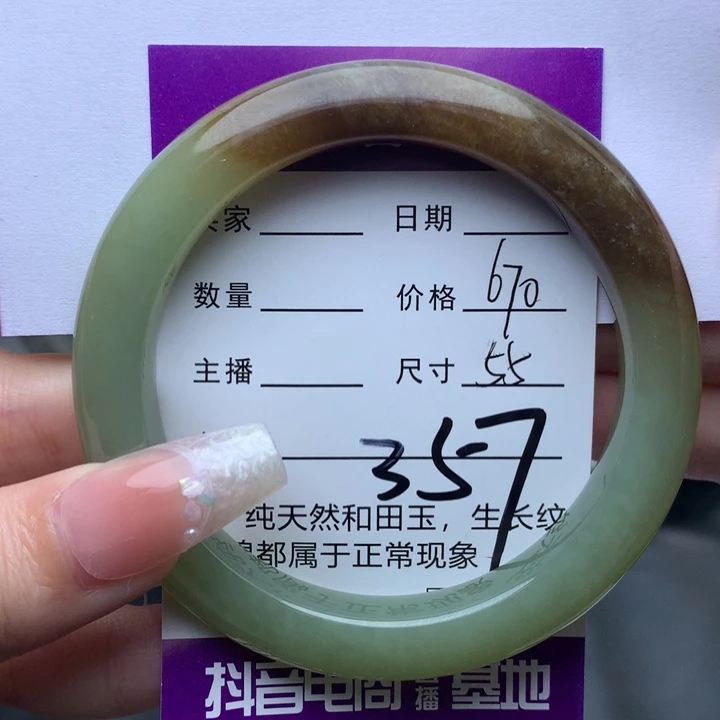 家 日期
数量 价格 670
主播 尺寸 55
357
纯天然和田玉，生长纹
都属于正常现象
抖音电商 播 基地